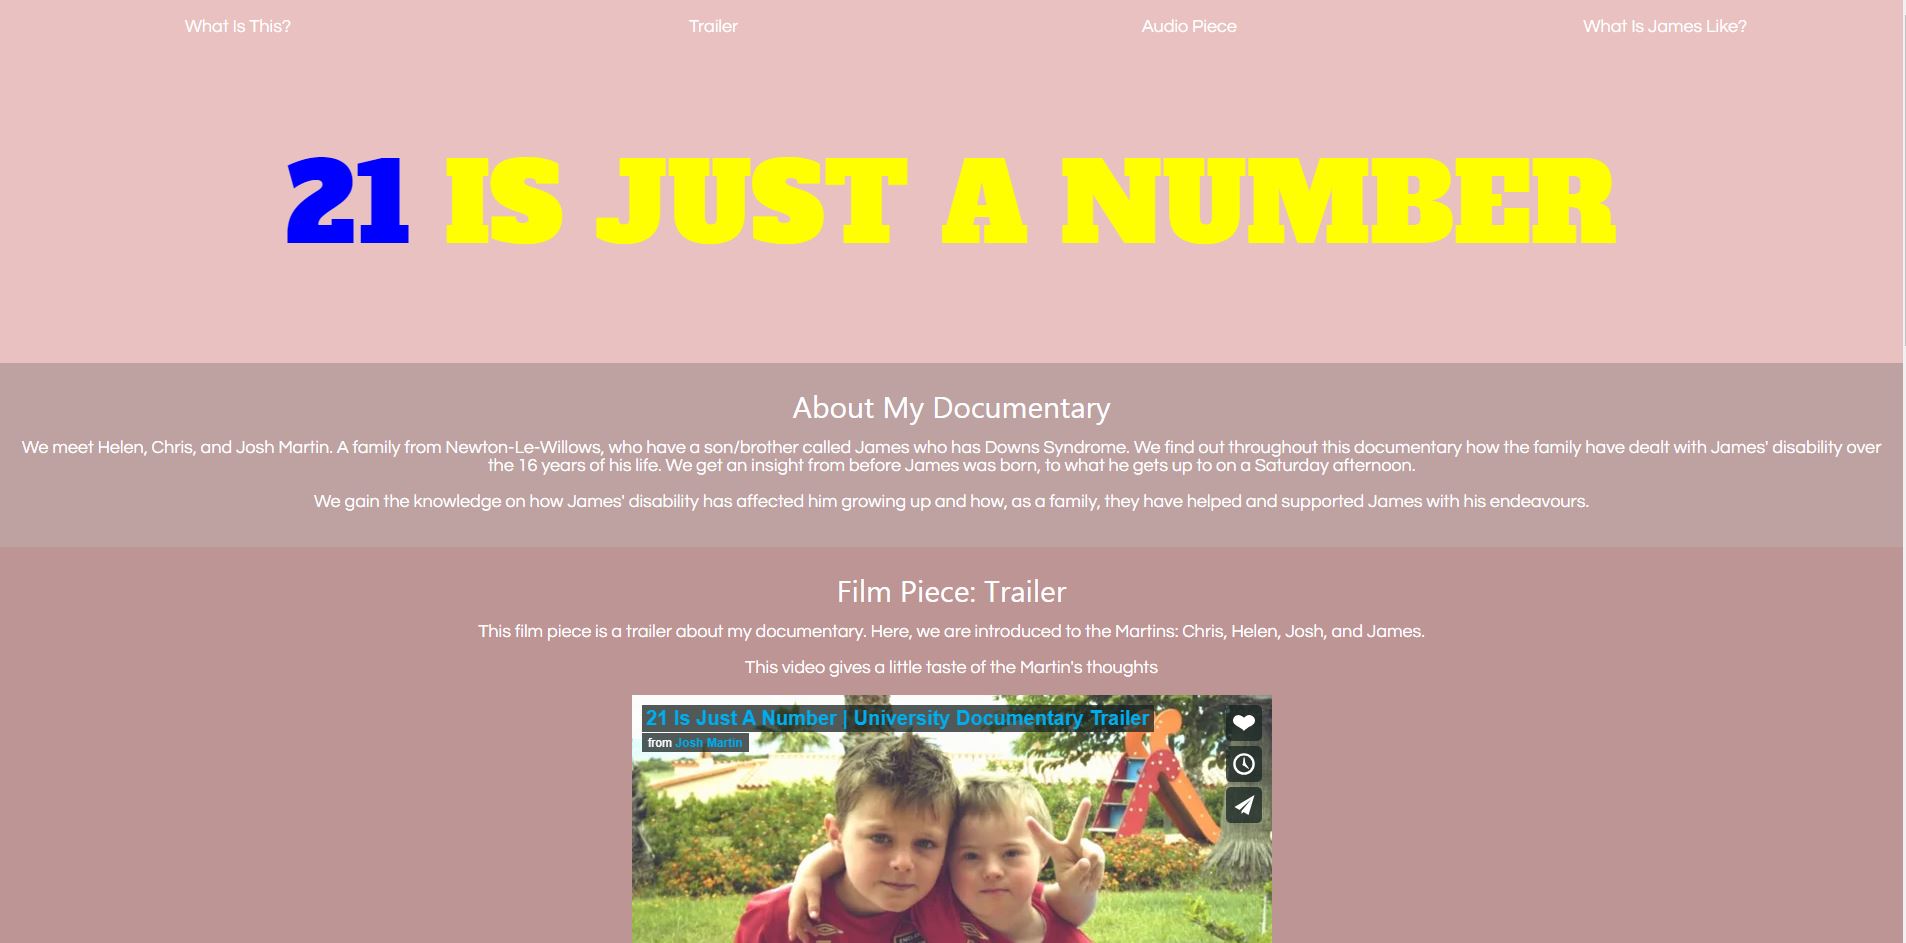 What Is This?
Trailer
Audio Piece
What Is James Like?
21 IS JUST A NUMBER
About My Documentary
We meet Helen, Chris, and Josh Martin. A family from Newton-Le-Willows, who have a son/brother called James who has Downs Syndrome. We find out throughout this documentary how the family have dealt with James' disability over
the 16 years of his life. We get an insight from before James was born, to what he gets up to on a Saturday afternoon.
We gain the knowledge on how James' disability has affected him growing up and how, as a family, they have helped and supported James with his endeavours.
Film Piece: Trailer
This film piece is a trailer about my documentary. Here, we are introduced to the Martins: Chris, Helen, Josh, and James.
This video gives a little taste of the Martin's thoughts
21 Is Just A Number | University Documentary Trailer
from Josh Martin